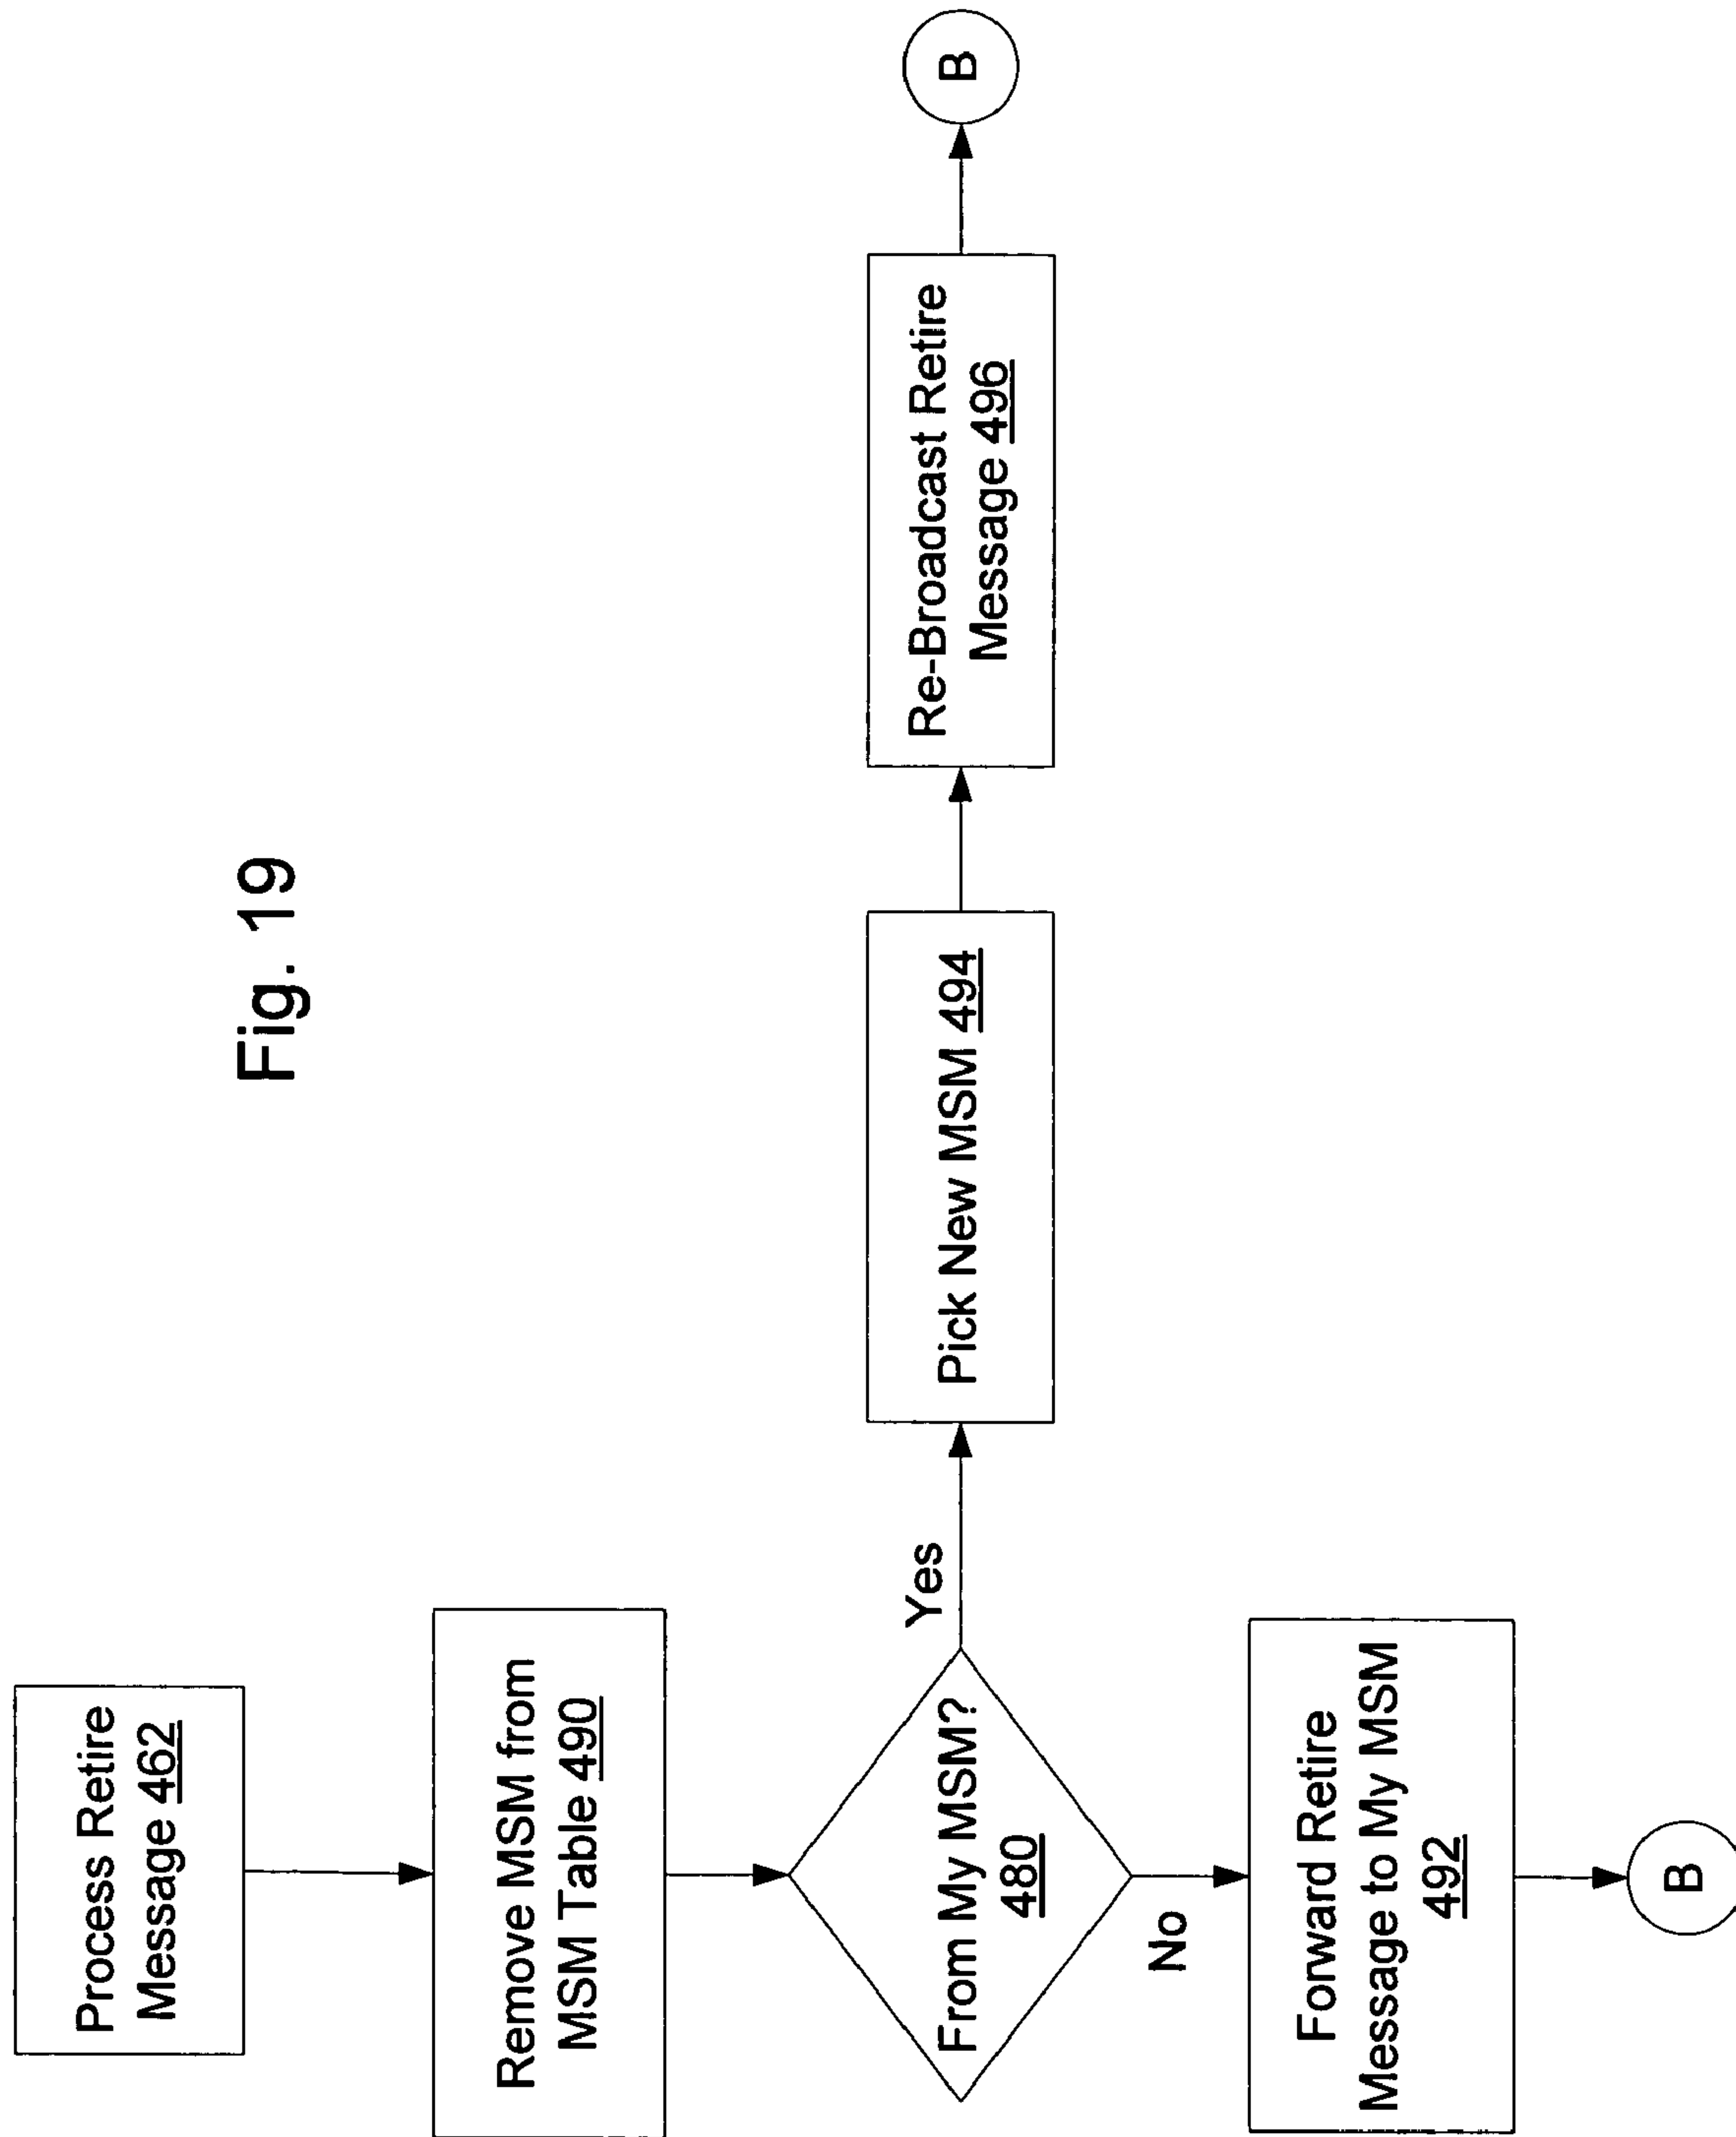 Fig. 19
Process Retire
Message 462
Remove MSM from
MSM Table 490
From My MSM?
480
Yes
No
Pick New MSM 494
Re-Broadcast Retire
Message 496
B
Forward Retire
Message to My MSM
492
B